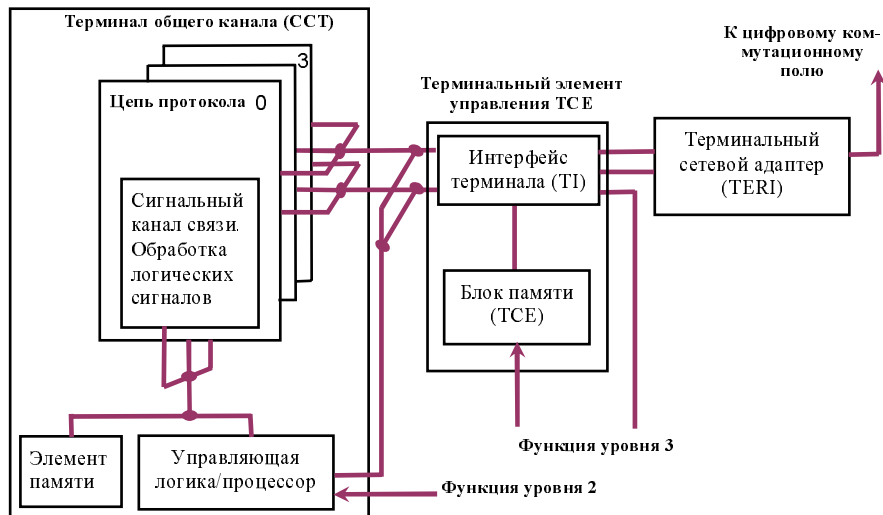 Терминал общего канала (ССТ)
3
Цепь протокола 0
Сигнальный
канал связи.
Обработка
логических
сигналов
Элемент
памяти
Управляющая
логика/процессор
Терминальный элемент
управления ТСЕ
Интерфейс
терминала (TI)
Блок памяти
(ТСЕ)
К цифровому ком-
мутационному
полю
Терминальный
сетевой адаптер
(TERI)
Функция уровня 3
Функция уровня 2